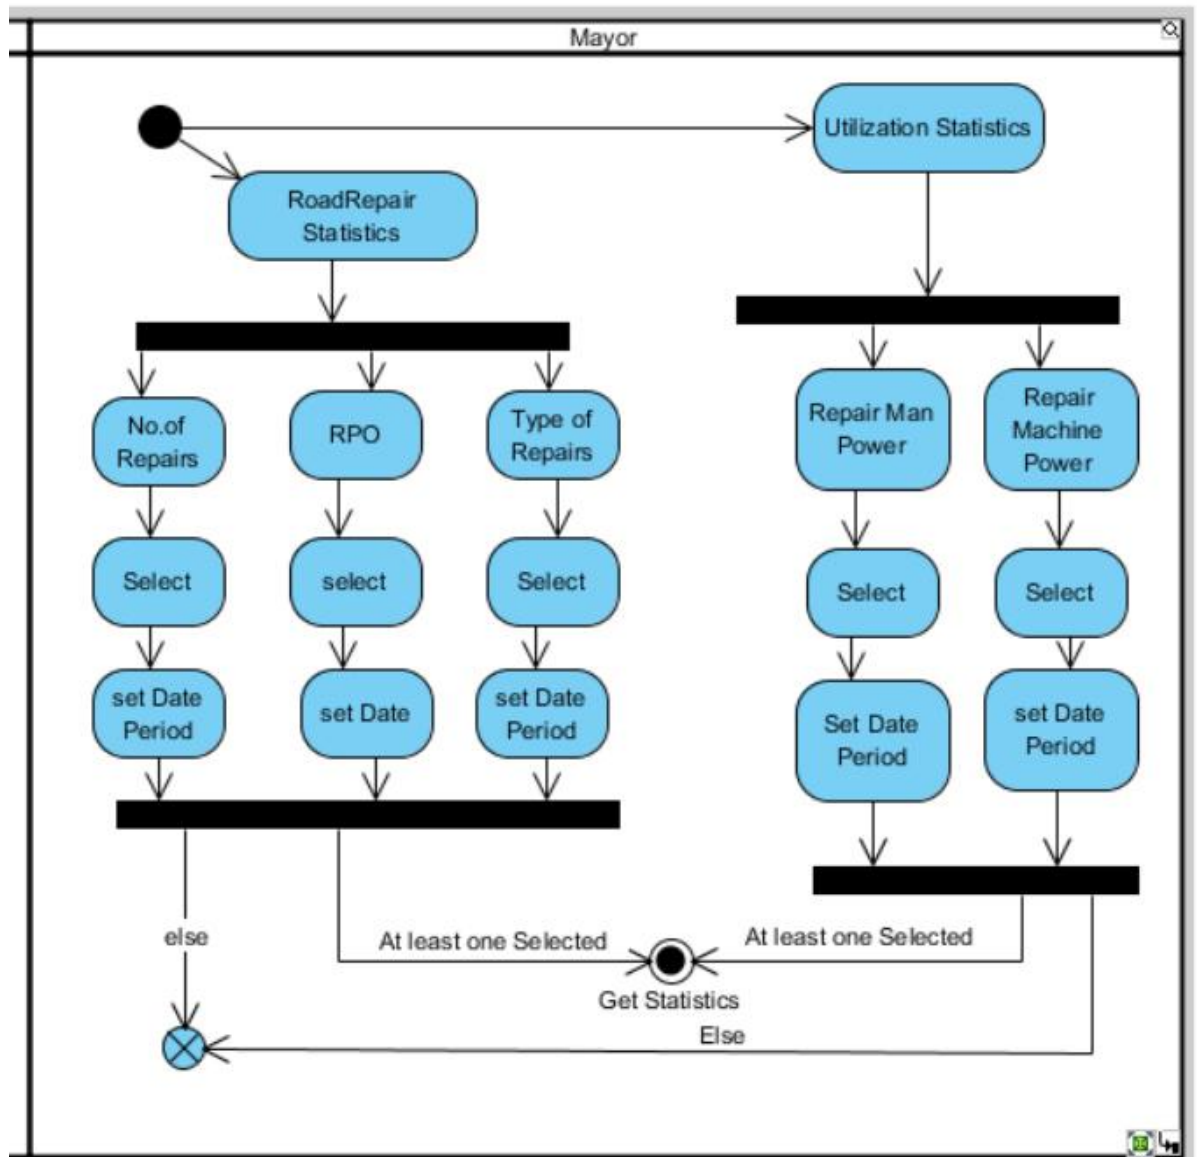 Mayor
Utilization Statistics
RoadRepair
Statistics
No.of
Repairs
RPO
Type of
Repairs
Repair Man
Power
Repair
Machine
Power
Select
select
Select
Select
Select
set Date
Period
set Date
set Date
Period
Set Date
Period
set Date
Period
else
At least one Selected
At least one Selected
Get Statistics
Else